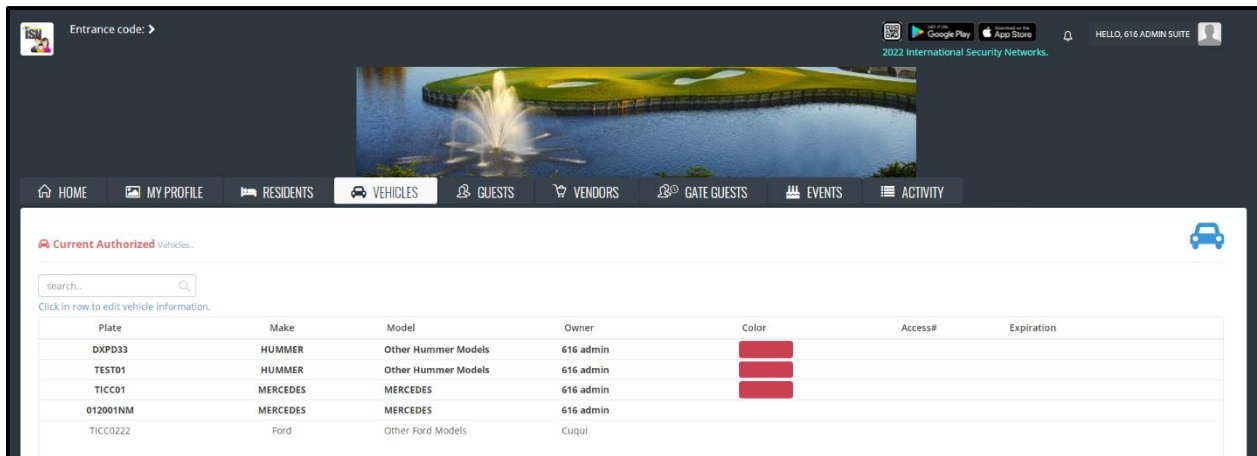 ISN
Entrance code:
GET IT ON
Google Play
Download on the
App Store
HELLO, 616 ADMIN SUITE
2022 International Security Networks.
HOME MY PROFILE RESIDENTS VEHICLES GUESTS VENDORS GATE GUESTS EVENTS ACTIVITY
Current Authorized Vehicles..
search..
Click in row to edit vehicle information.
Plate Make Model Owner Color Access# Expiration
DXPD33 HUMMER Other Hummer Models 616 admin
TEST01 HUMMER Other Hummer Models 616 admin
TICC01 MERCEDES MERCEDES 616 admin
012001NM MERCEDES MERCEDES 616 admin
TICC0222 Ford Other Ford Models Cuqui